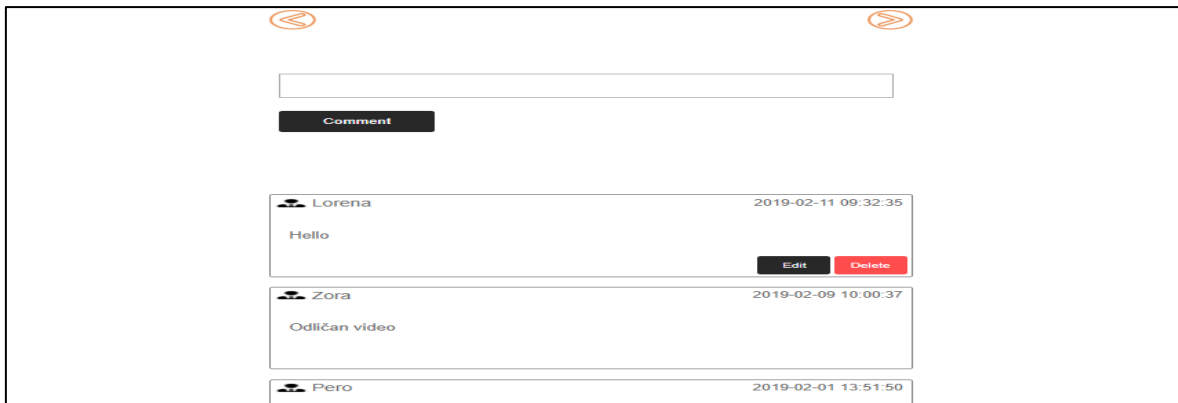 Comment
Lorena 2019-02-11 09:32:35
Hello
Edit Delete
Zora 2019-02-09 10:00:37
Odličan video
Pero 2019-02-01 13:51:50